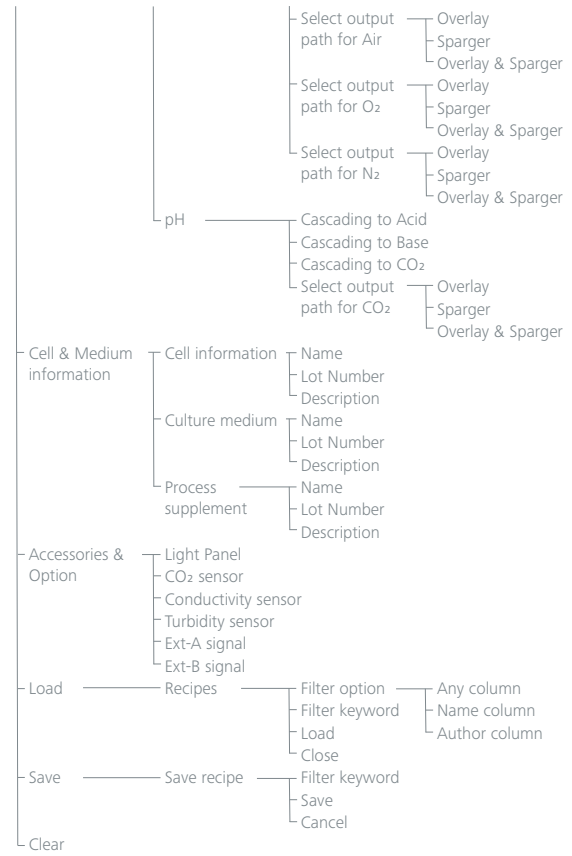 Select output Overlay
path for Air Sparger
Overlay & Sparger
Select output Overlay
path for O₂ Sparger
Overlay & Sparger
Select output Overlay
path for N₂ Sparger
Overlay & Sparger
pH Cascading to Acid
Cascading to Base
Cascading to CO₂
Select output Overlay
path for CO₂ Sparger
Overlay & Sparger
Cell & Medium Cell information Name
information Lot Number
Description
Culture medium Name
Lot Number
Description
Process Name
supplement Lot Number
Description
Accessories & Light Panel
Option CO₂ sensor
Conductivity sensor
Turbidity sensor
Ext-A signal
Ext-B signal
Load Recipes Filter option Any column
Filter keyword Name column
Load Author column
Close
Save Save recipe Filter keyword
Save
Cancel
Clear